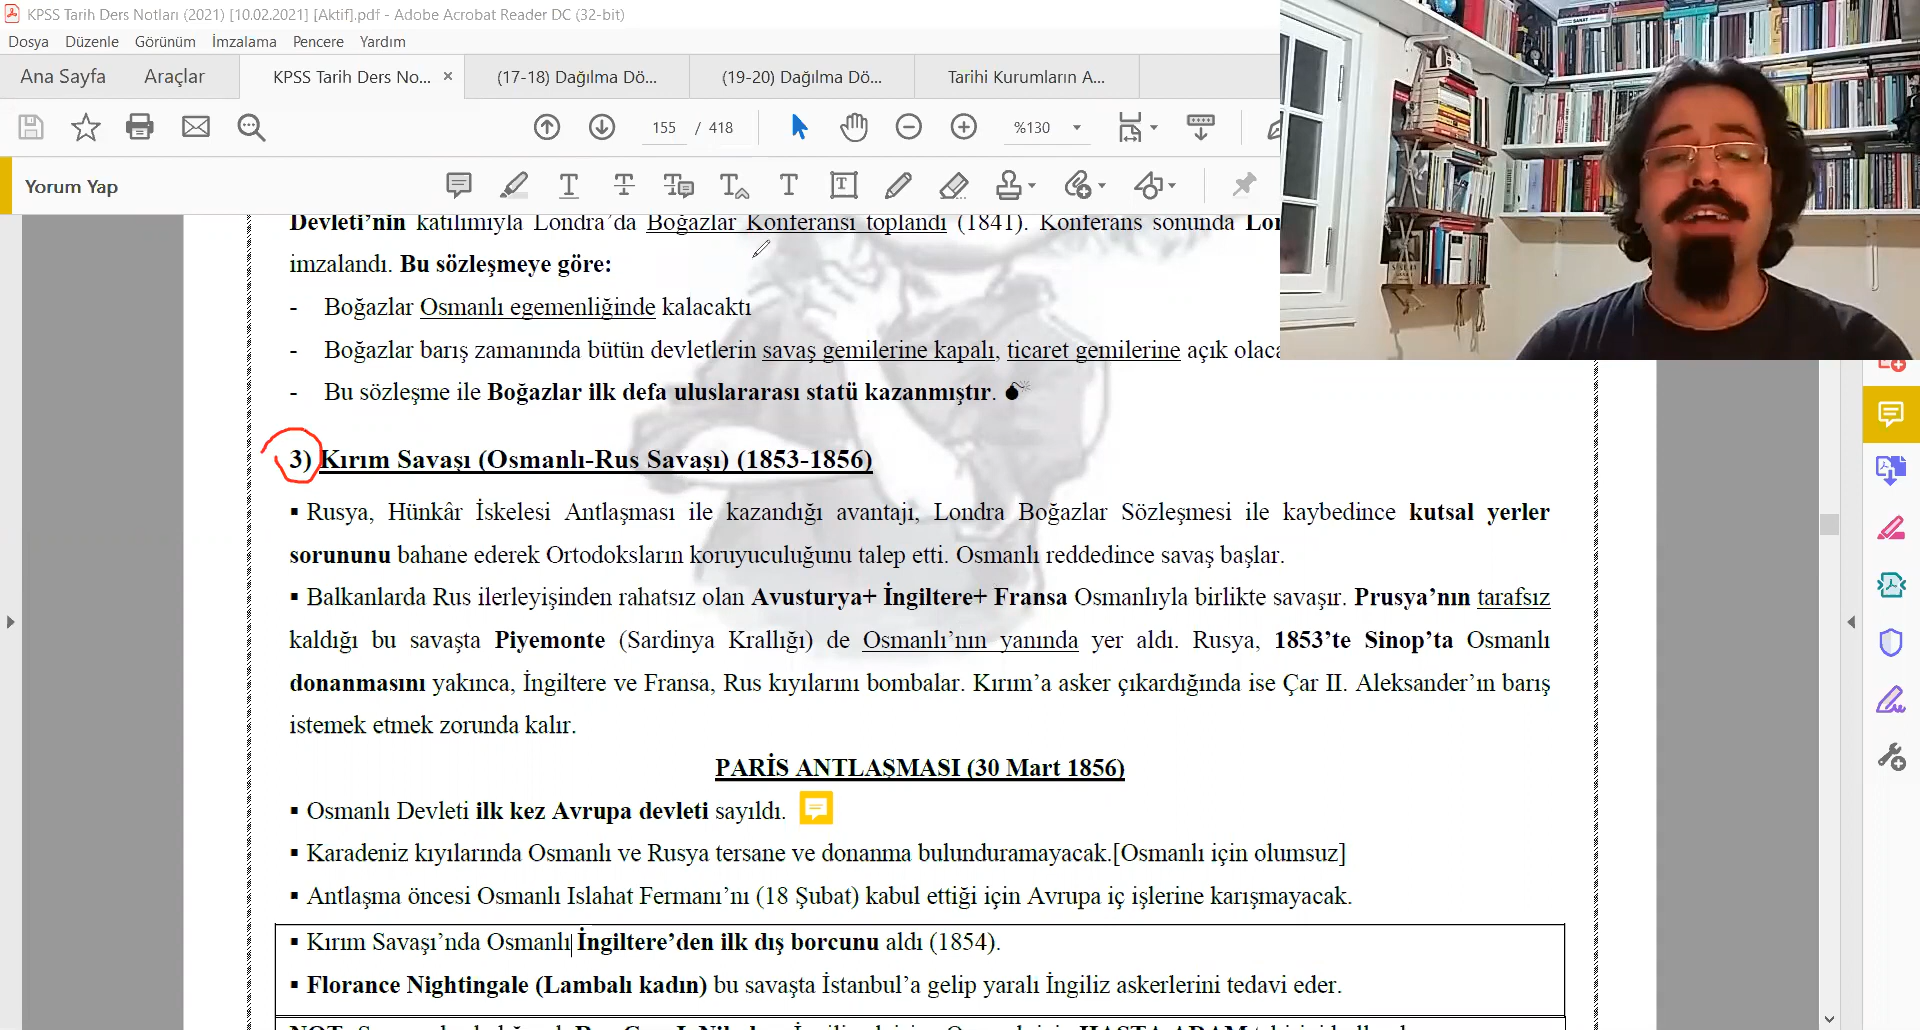 KPSS Tarih Ders Notları (2021) [10.02.2021] [Aktif].pdf - Adobe Acrobat Reader DC (32-bit)
Dosya Düzenle Görünüm İmzalama Pencere Yardım
Ana Sayfa Araçlar KPSS Tarih Ders No... × (17-18) Dağılma Dö... (19-20) Dağılma Dö... Tarihi Kurumların A...
155 / 418 %130
Yorum Yap
Devleti'nin katılımıyla Londra'da Boğazlar Konferansı toplandı (1841). Konferans sonunda
imzalandı. Bu sözleşmeye göre:
- Boğazlar Osmanlı egemenliğinde kalacaktı
- Boğazlar barış zamanında bütün devletlerin savaş gemilerine kapalı, ticaret gemilerine açık
- Bu sözleşme ile Boğazlar ilk defa uluslararası statü kazanmıştır.
3) Kırım Savaşı (Osmanlı-Rus Savaşı) (1853-1856)
▪ Rusya, Hünkâr İskelesi Antlaşması ile kazandığı avantajı, Londra Boğazlar Sözleşmesi ile kaybedince kutsal yerler
sorununu bahane ederek Ortodoksların koruyuculuğunu talep etti. Osmanlı reddedince savaş başlar.
▪ Balkanlarda Rus ilerleyişinden rahatsız olan Avusturya+ İngiltere+ Fransa Osmanlıyla birlikte savaşır. Prusya'nın tarafsız
kaldığı bu savaşta Piyemonte (Sardinya Krallığı) de Osmanlı'nın yanında yer aldı. Rusya, 1853'te Sinop'ta Osmanlı
donanmasını yakınca, İngiltere ve Fransa, Rus kıyılarını bombalar. Kırım'a asker çıkardığında ise Çar II. Aleksander'ın barış
istemek etmek zorunda kalır.
PARİS ANTLAŞMASI (30 Mart 1856)
▪ Osmanlı Devleti ilk kez Avrupa devleti sayıldı.
▪ Karadeniz kıyılarında Osmanlı ve Rusya tersane ve donanma bulunduramayacak.[Osmanlı için olumsuz]
▪ Antlaşma öncesi Osmanlı Islahat Fermanı'nı (18 Şubat) kabul ettiği için Avrupa iç işlerine karışmayacak.
▪ Kırım Savaşı'nda Osmanlı İngiltere'den ilk dış borcunu aldı (1854).
▪ Florance Nightingale (Lambalı kadın) bu savaşta İstanbul'a gelip yaralı İngiliz askerlerini tedavi eder.